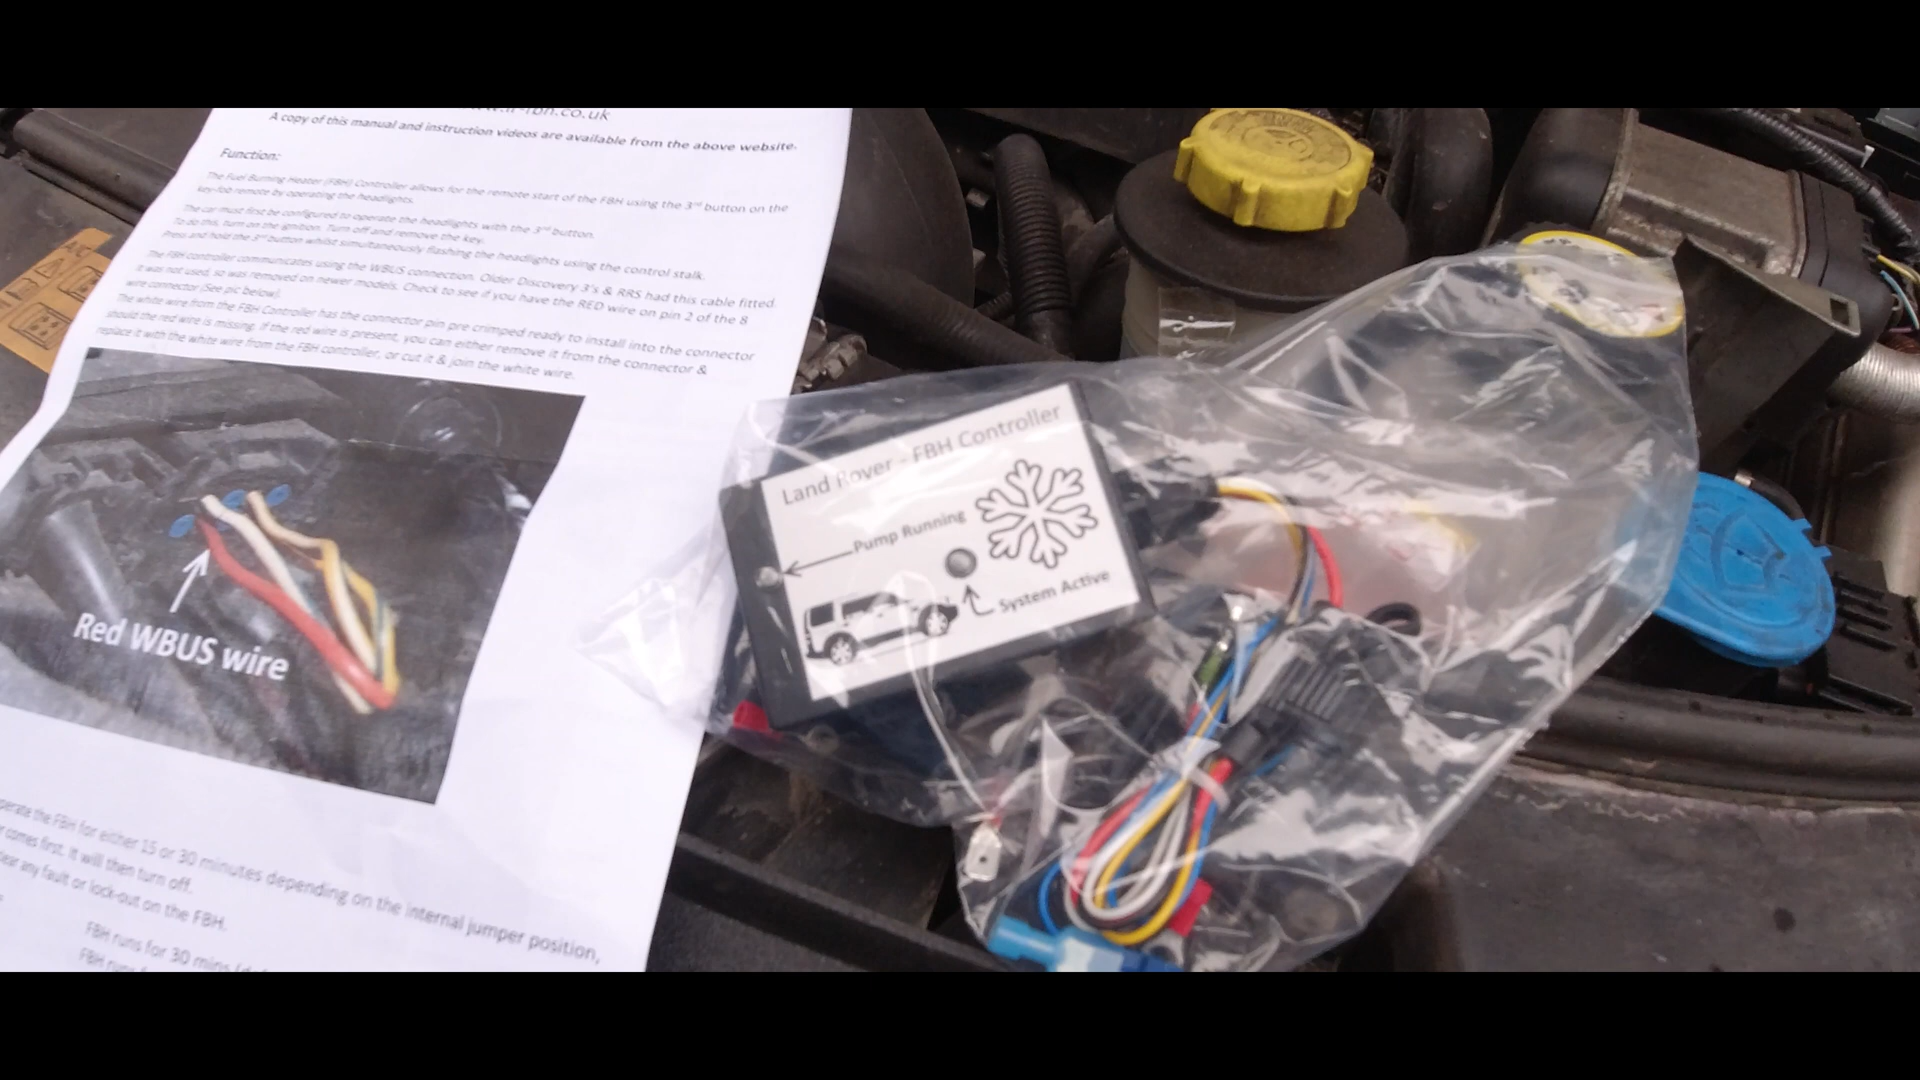 A copy of this manual and instruction videos are available from the above website.
Function:
The Fuel Burning Heater (FBH) Controller allows for the remote start of the FBH using the 3rd button on the
key-fob remote by operating the headlights.
The car must first be configured to operate the headlights with the 3rd button.
To do this, turn on the ignition. Turn off and remove the key.
Press and hold the 3rd button whilst simultaneously flashing the headlights using the control stalk.
The FBH controller communicates using the WBUS connection. Older Discovery 3's & RRS had this cable fitted.
It was not used, so was removed on newer models. Check to see if you have the RED wire on pin 2 of the 8
wire connector (See pic below).
The white wire from the FBH Controller has the connector pin pre crimped ready to install into the connector
should the red wire is missing. If the red wire is present, you can either remove it from the connector &
replace it with the white wire from the FBH controller, or cut it & join the white wire.
Red WBUS wire
the FBH for either 15 or 30 minutes depending on the internal jumper position,
comes first. It will then turn off.
any fault or lock-out on the FBH.
FBH runs for 30 mins
FBH
Land Rover - FBH Controller
Pump Running
System Active
A/C